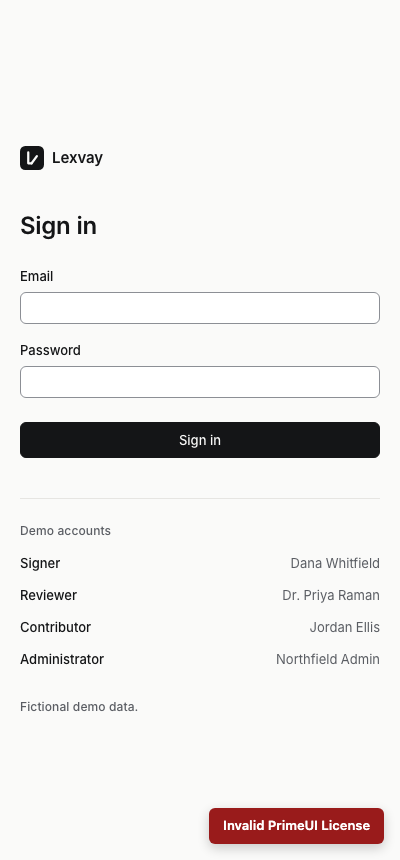 Lexvay
Sign in
Email
Password
Sign in
Demo accounts
Signer Dana Whitfield
Reviewer Dr. Priya Raman
Contributor Jordan Ellis
Administrator Northfield Admin
Fictional demo data.
Invalid PrimeUI License